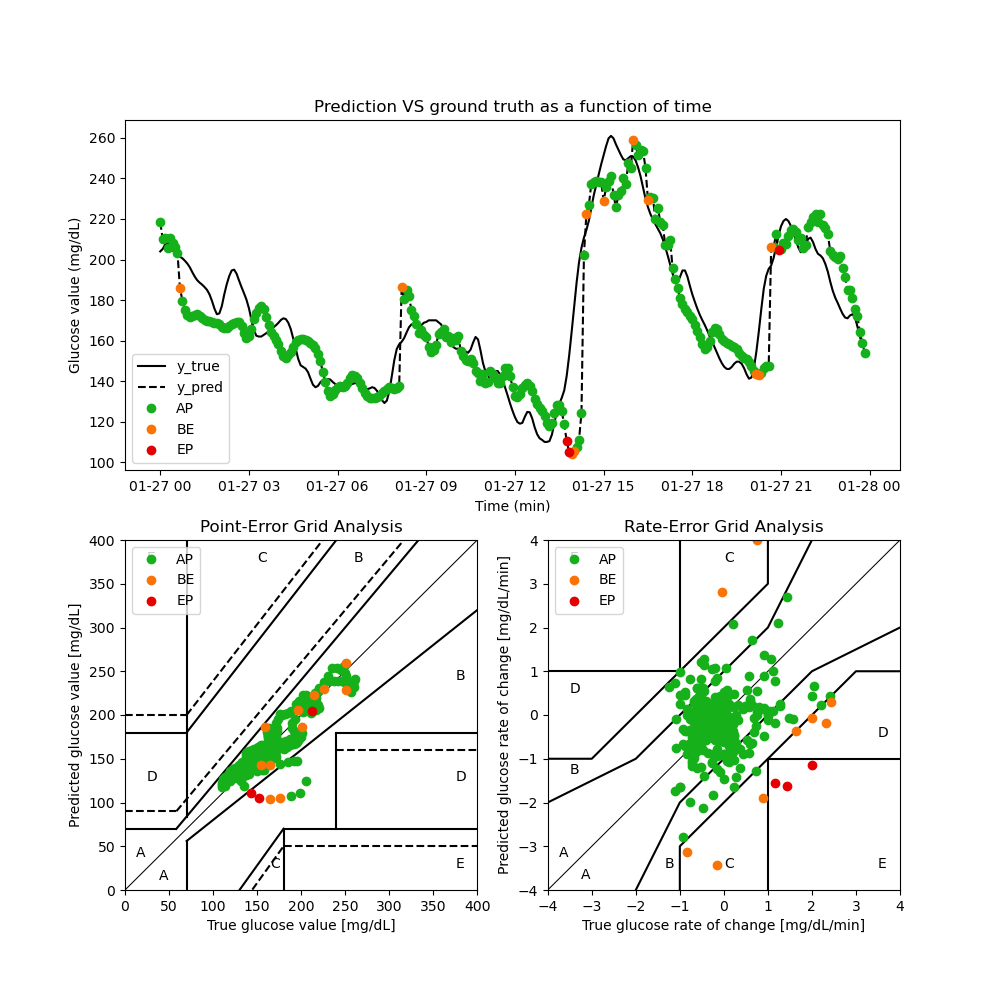 Prediction VS ground truth as a function of time
Glucose value (mg/dL)
260
240
220
200
180
160
140
120
100
y_true
y_pred
AP
BE
EP
01-27 00 01-27 03 01-27 06 01-27 09 01-27 12 01-27 15 01-27 18 01-27 21 01-28 00
Time (min)
Point-Error Grid Analysis
Predicted glucose value [mg/dL]
400
350
300
250
200
150
100
50
0
AP
BE
EP
C
B
B
D
D
A
A
C
E
0 50 100 150 200 250 300 350 400
True glucose value [mg/dL]
Rate-Error Grid Analysis
Predicted glucose rate of change [mg/dL/min]
4
3
2
1
0
−1
−2
−3
−4
AP
BE
EP
C
D
D
B
A
A
B
C
E
−4 −3 −2 −1 0 1 2 3 4
True glucose rate of change [mg/dL/min]